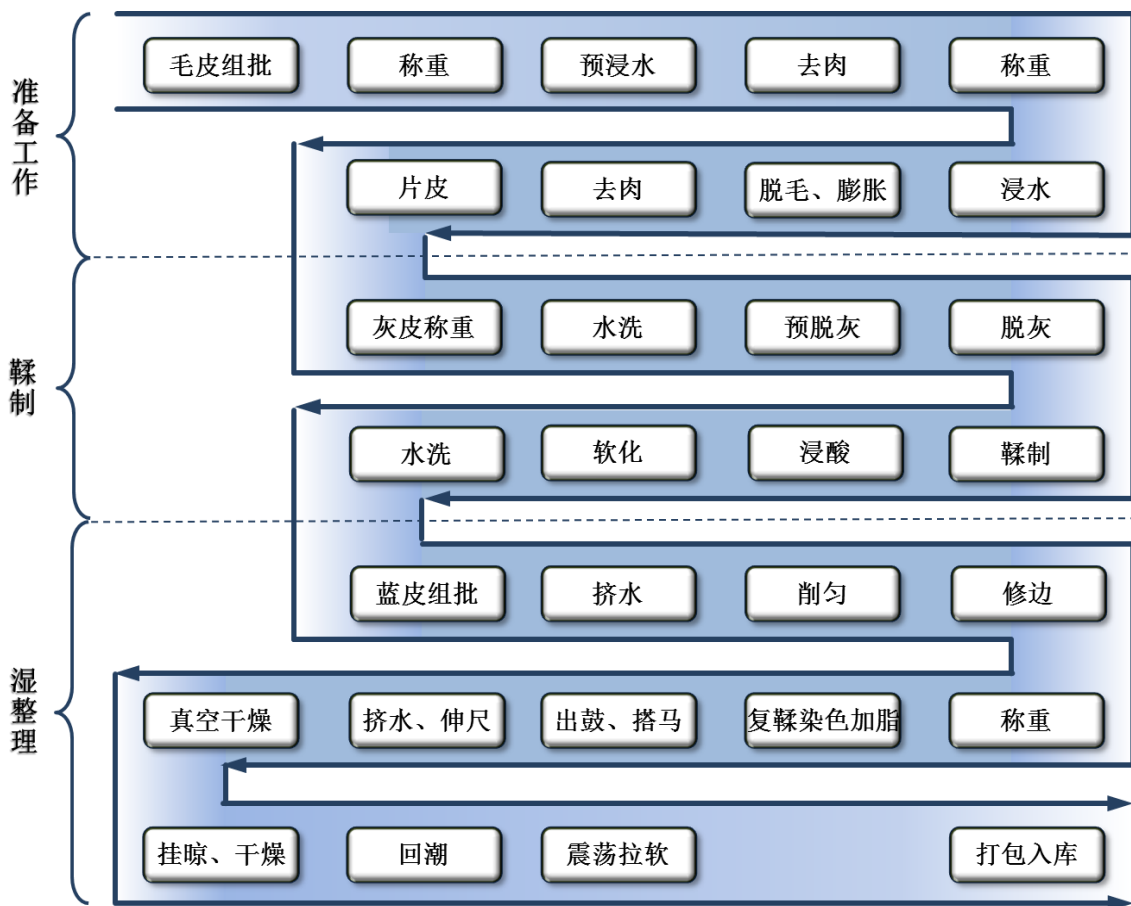 准备工作
毛皮组批
称重
预浸水
去肉
称重
片皮
去肉
脱毛、膨胀
浸水
鞣制
灰皮称重
水洗
预脱灰
脱灰
水洗
软化
浸酸
鞣制
湿整理
蓝皮组批
挤水
削匀
修边
真空干燥
挤水、伸尺
出鼓、搭马
复鞣染色加脂
称重
挂晾、干燥
回潮
震荡拉软
打包入库